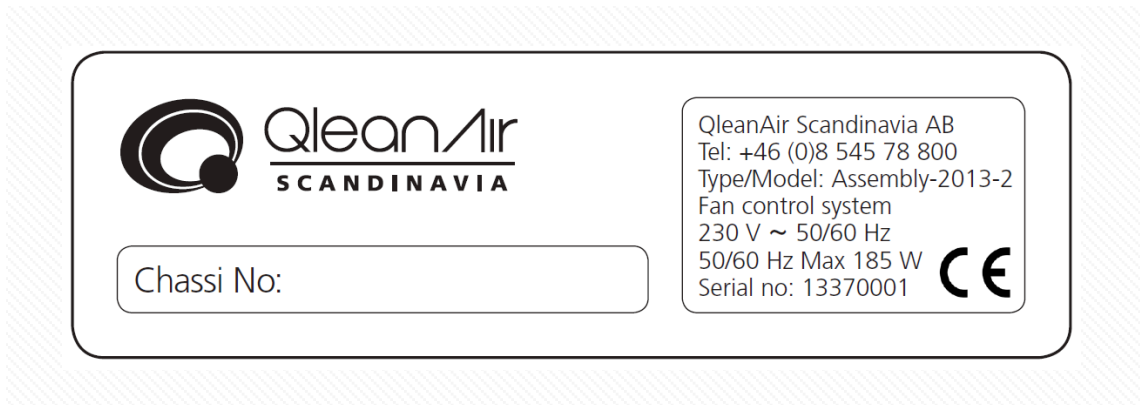 QleanAir
SCANDINAVIA
Chassi No:
QleanAir Scandinavia AB
Tel: +46 (0)8 545 78 800
Type/Model: Assembly-2013-2
Fan control system
230 V ~ 50/60 Hz
50/60 Hz Max 185 W
Serial no: 13370001
CE